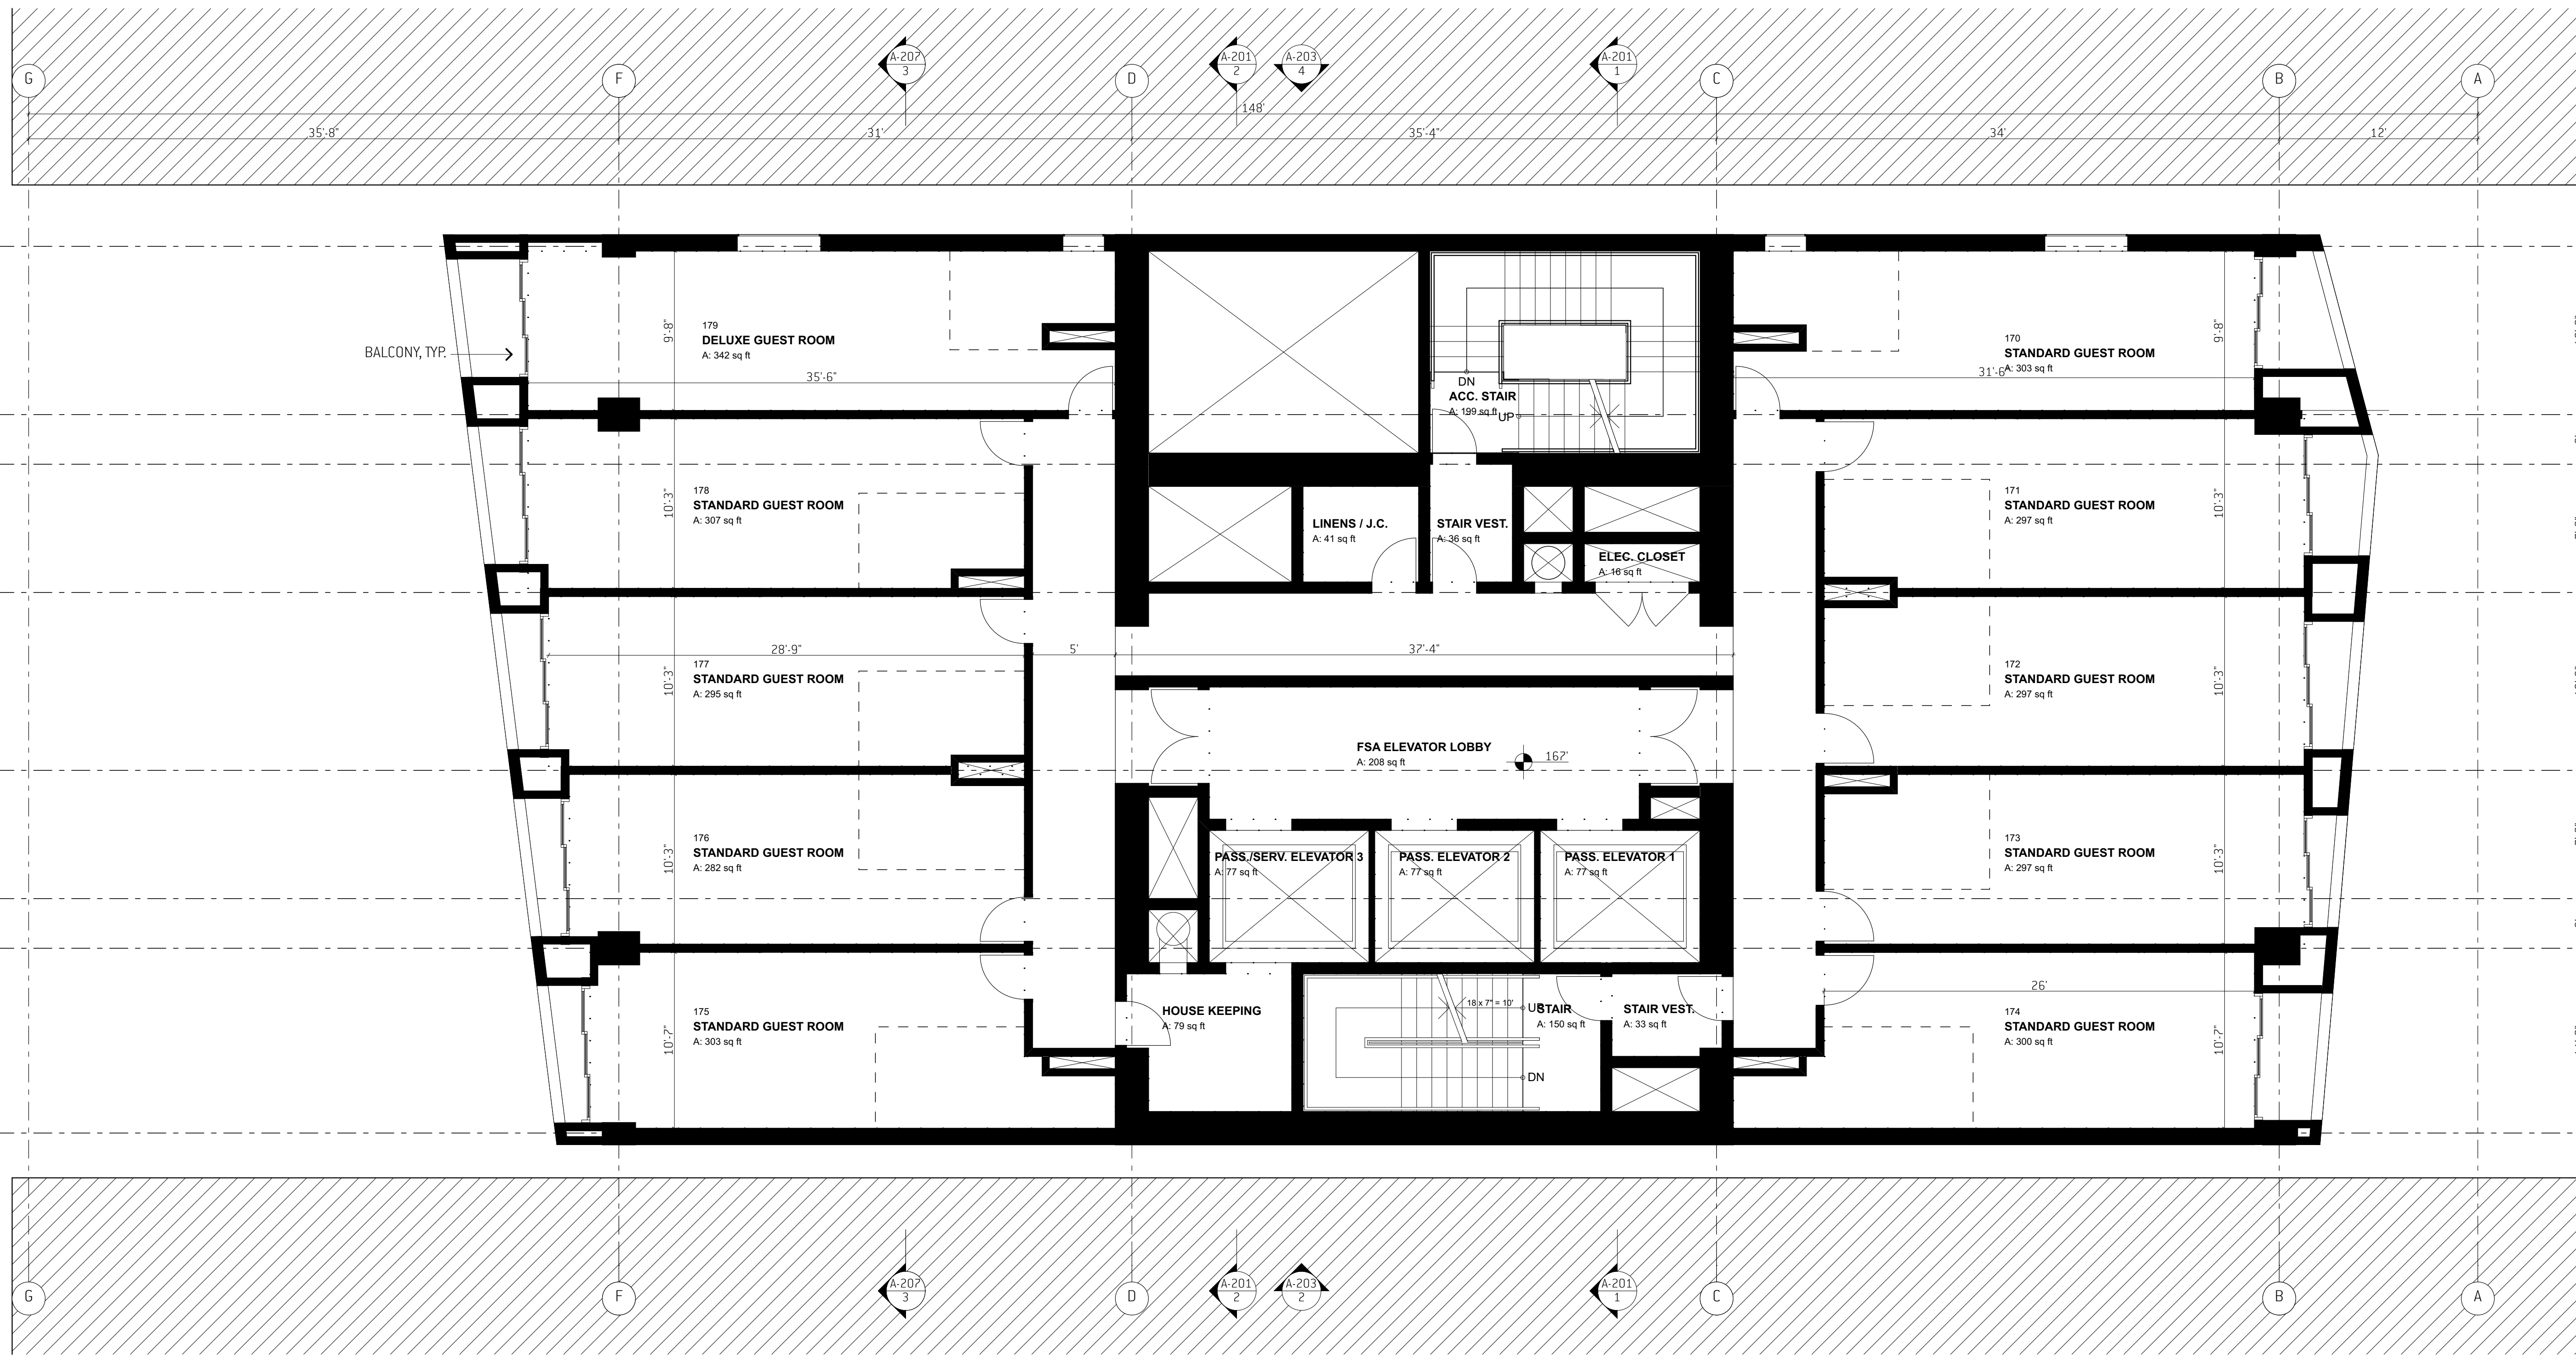 A-207
3
A-201
2
A-203
4
A-201
1
G
F
D
C
B
A
148'
35'-8"
31'
35'-4"
34'
12'
179
DELUXE GUEST ROOM
A: 342 sq ft
9'-8"
BALCONY, TYP.
35'-6"
DN
ACC. STAIR
A: 199 sq ft
UP
170
STANDARD GUEST ROOM
A: 303 sq ft
9'-8"
31'-6"
178
STANDARD GUEST ROOM
A: 307 sq ft
10'-3"
LINENS / J.C.
A: 41 sq ft
STAIR VEST.
A: 36 sq ft
ELEC. CLOSET
A: 16 sq ft
171
STANDARD GUEST ROOM
A: 297 sq ft
10'-3"
28'-9"
5'
37'-4"
177
STANDARD GUEST ROOM
A: 295 sq ft
10'-3"
172
STANDARD GUEST ROOM
A: 297 sq ft
10'-3"
FSA ELEVATOR LOBBY
A: 208 sq ft
167'
176
STANDARD GUEST ROOM
A: 282 sq ft
10'-3"
PASS./SERV. ELEVATOR 3
A: 77 sq ft
PASS. ELEVATOR 2
A: 77 sq ft
PASS. ELEVATOR 1
A: 77 sq ft
173
STANDARD GUEST ROOM
A: 297 sq ft
10'-3"
26'
175
STANDARD GUEST ROOM
A: 303 sq ft
10'-7"
HOUSE KEEPING
A: 79 sq ft
18 x 7" = 10'
UP
STAIR
A: 150 sq ft
STAIR VEST.
A: 33 sq ft
DN
174
STANDARD GUEST ROOM
A: 300 sq ft
10'-7"
G
F
A-207
3
D
A-201
2
A-203
2
A-201
1
C
B
A